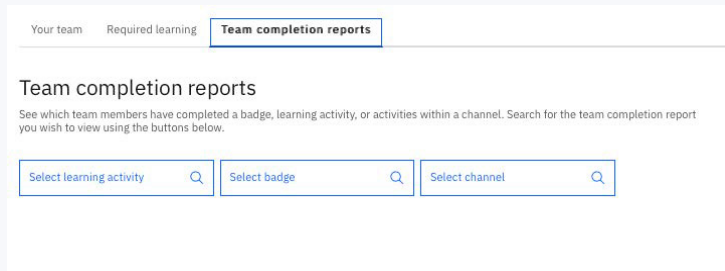 Your team Required learning Team completion reports
Team completion reports
See which team members have completed a badge, learning activity, or activities within a channel. Search for the team completion report
you wish to view using the buttons below.
Select learning activity Select badge Select channel